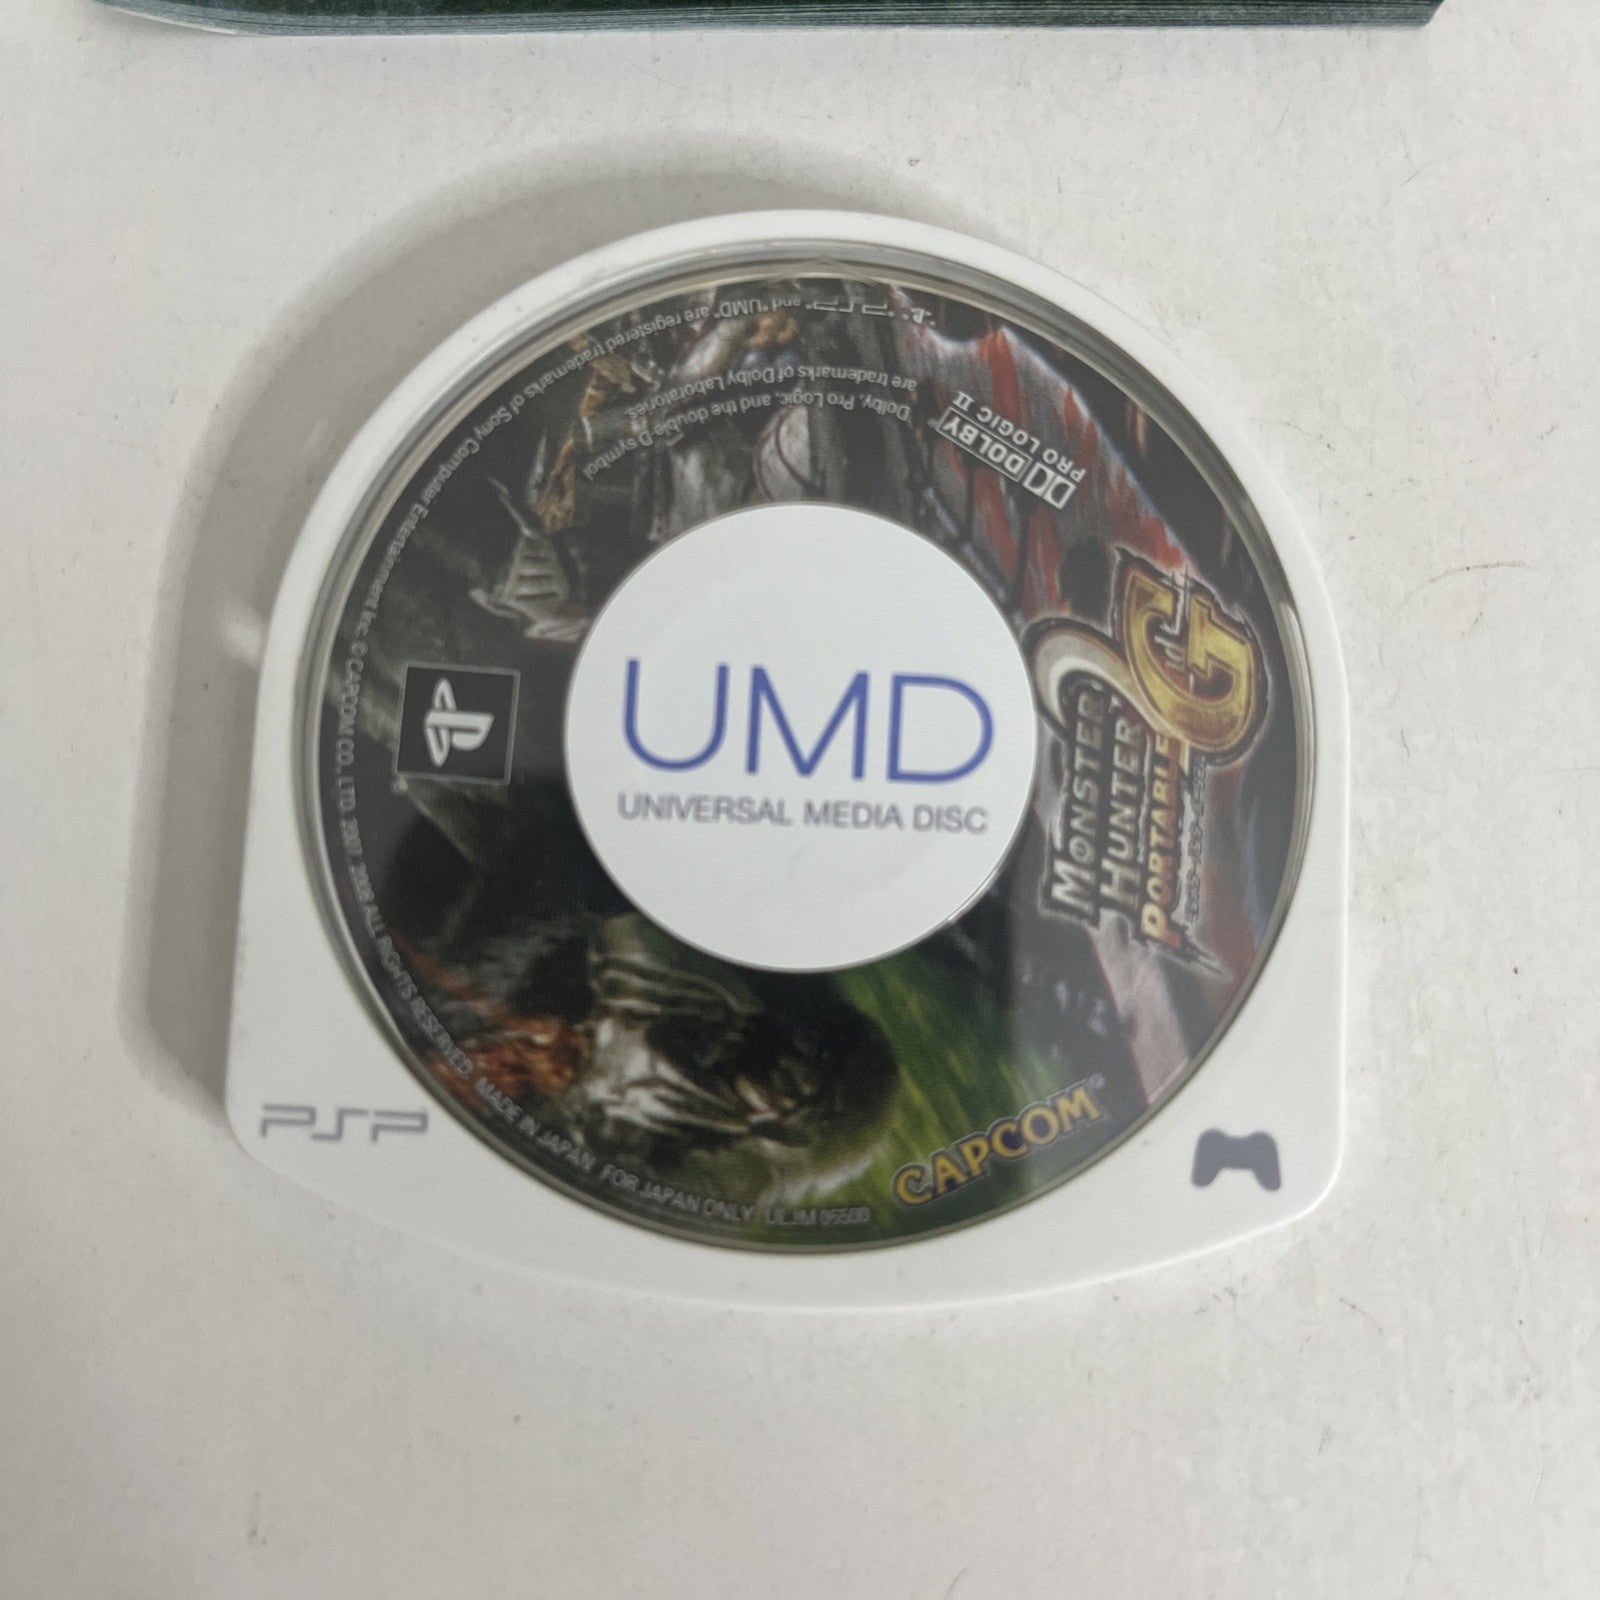 UMD
UNIVERSAL MEDIA DISC
MONSTER
HUNTER™
PORTABLE
2nd
G
DOLBY
PRO LOGIC II
Dolby, Pro Logic, and the double-D symbol
are trademarks of Dolby Laboratories.
"PSP" and "UMD" are registered trademarks of Sony Computer Entertainment Inc. © CAPCOM CO., LTD. 2007, 2008 ALL RIGHTS RESERVED. MADE IN JAPAN FOR JAPAN ONLY ULJM 05500
CAPCOM®
PSP